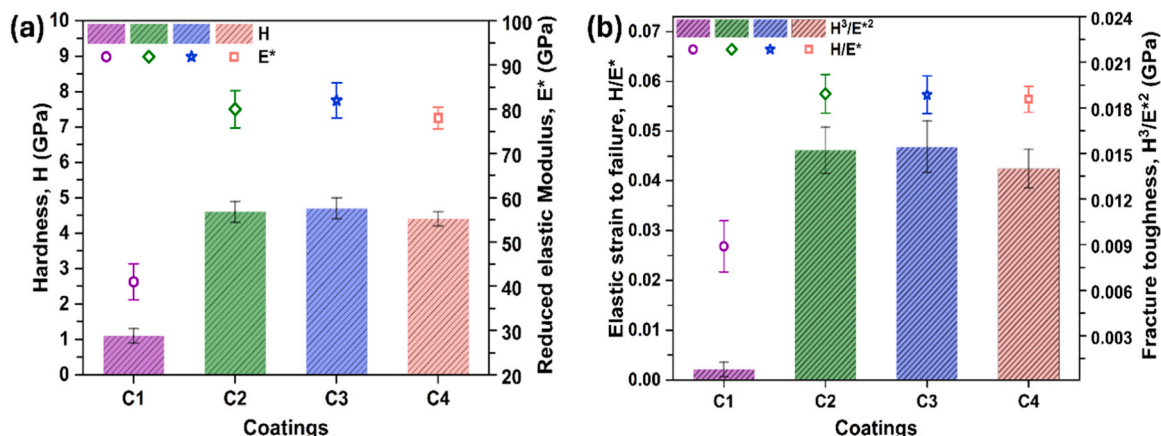 (a)
H
E*
Hardness, H (GPa)
10
9
8
7
6
5
4
3
2
1
0
Reduced elastic Modulus, E* (GPa)
100
90
80
70
60
50
40
30
20
C1 C2 C3 C4
Coatings
(b)
H³/E*²
H/E*
Elastic strain to failure, H/E*
0.07
0.06
0.05
0.04
0.03
0.02
0.01
0.00
Fracture toughness, H³/E*² (GPa)
0.024
0.021
0.018
0.015
0.012
0.009
0.006
0.003
0.000
C1 C2 C3 C4
Coatings